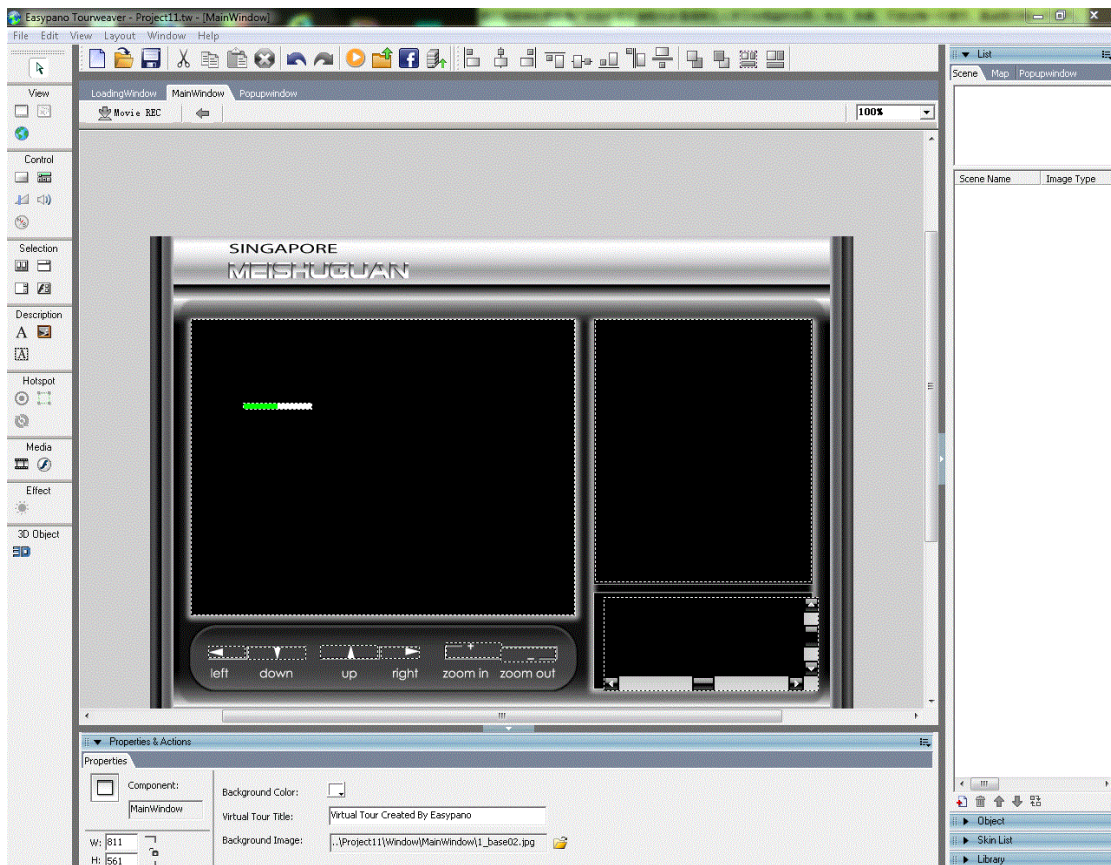 Easypano Tourweaver - Project11.tw - [MainWindow]
File Edit View Layout Window Help
List
Scene Map Popupwindow
View
LoadingWindow MainWindow Popupwindow
Movie REC
100%
Control
Scene Name Image Type
Selection
SINGAPORE
MEISHUGUAN
Description
A
A
Hotspot
Media
Effect
3D Object
3D
left down up right zoom in zoom out
Properties & Actions
Properties
Component:
MainWindow
Background Color:
Virtual Tour Title: Virtual Tour Created By Easypano
Background Image: ..\Project11\Window\MainWindow\1_base02.jpg
W: 811
H: 561
Object
Skin List
Library